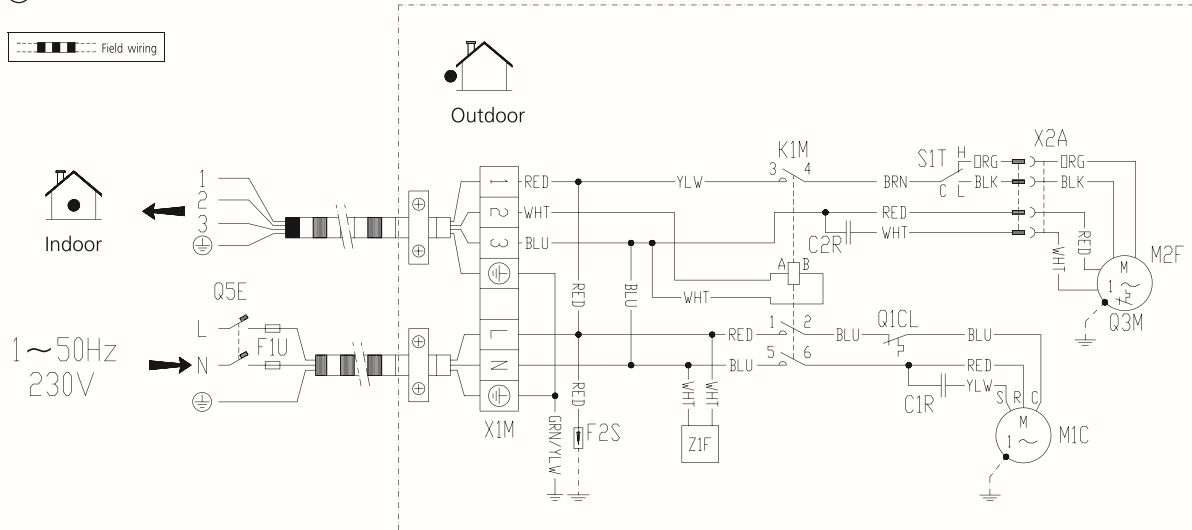 Field wiring
Outdoor
Indoor
1
2
3
Q5E
L
N
F1U
1~50Hz
230V
1
2
3
L
N
X1M
RED
WHT
BLU
YLW
K1M
3 4
BRN
S1T
H
C L
ORG
BLK
X2A
ORG
BLK
RED
WHT
C2R
RED
WHT
M2F
M
1~
Q3M
A B
RED
BLU
WHT
1 2
RED
BLU
Q1CL
BLU
5 6
BLU
RED
YLW
C1R
S R C
M
1~
M1C
RED
WHT
WHT
Z1F
F2S
GRN/YLW